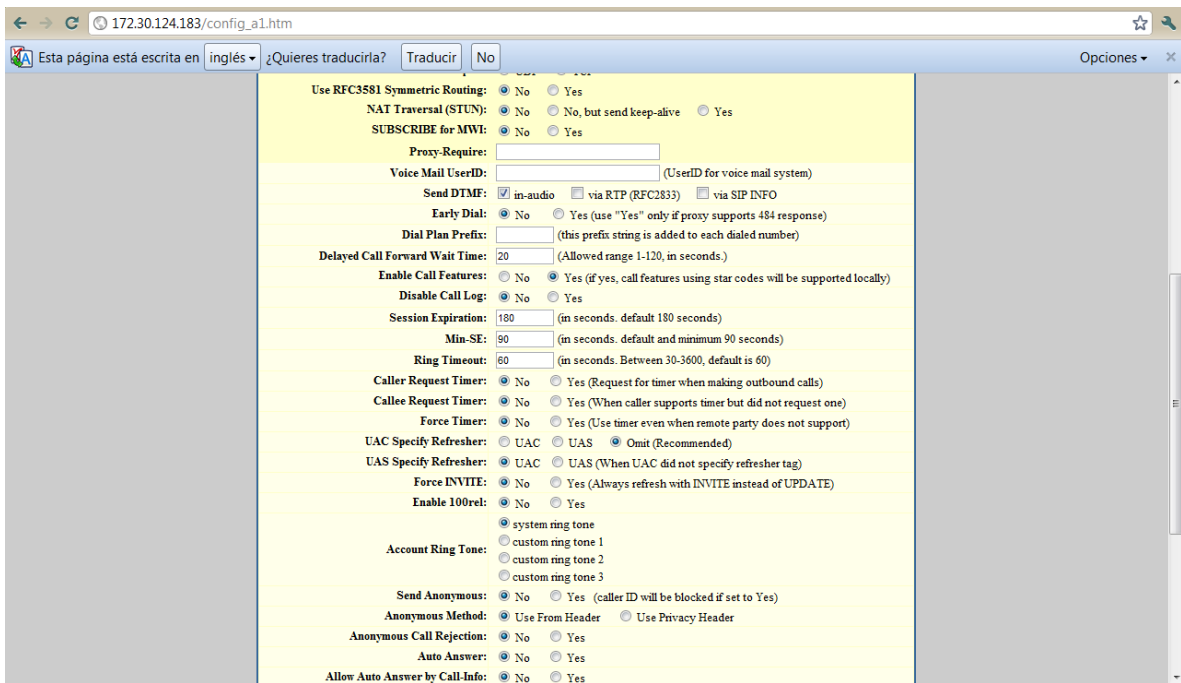 172.30.124.183/config_a1.htm
Esta página está escrita en inglés ¿Quieres traducirla? Traducir No Opciones
Use RFC3581 Symmetric Routing: No Yes
NAT Traversal (STUN): No No, but send keep-alive Yes
SUBSCRIBE for MWI: No Yes
Proxy-Require:
Voice Mail UserID: (UserID for voice mail system)
Send DTMF: in-audio via RTP (RFC2833) via SIP INFO
Early Dial: No Yes (use "Yes" only if proxy supports 484 response)
Dial Plan Prefix: (this prefix string is added to each dialed number)
Delayed Call Forward Wait Time: 20 (Allowed range 1-120, in seconds.)
Enable Call Features: No Yes (if yes, call features using star codes will be supported locally)
Disable Call Log: No Yes
Session Expiration: 180 (in seconds. default 180 seconds)
Min-SE: 90 (in seconds. default and minimum 90 seconds)
Ring Timeout: 60 (in seconds. Between 30-3600, default is 60)
Caller Request Timer: No Yes (Request for timer when making outbound calls)
Callee Request Timer: No Yes (When caller supports timer but did not request one)
Force Timer: No Yes (Use timer even when remote party does not support)
UAC Specify Refresher: UAC UAS Omit (Recommended)
UAS Specify Refresher: UAC UAS (When UAC did not specify refresher tag)
Force INVITE: No Yes (Always refresh with INVITE instead of UPDATE)
Enable 100rel: No Yes
Account Ring Tone: system ring tone
custom ring tone 1
custom ring tone 2
custom ring tone 3
Send Anonymous: No Yes (caller ID will be blocked if set to Yes)
Anonymous Method: Use From Header Use Privacy Header
Anonymous Call Rejection: No Yes
Auto Answer: No Yes
Allow Auto Answer by Call-Info: No Yes